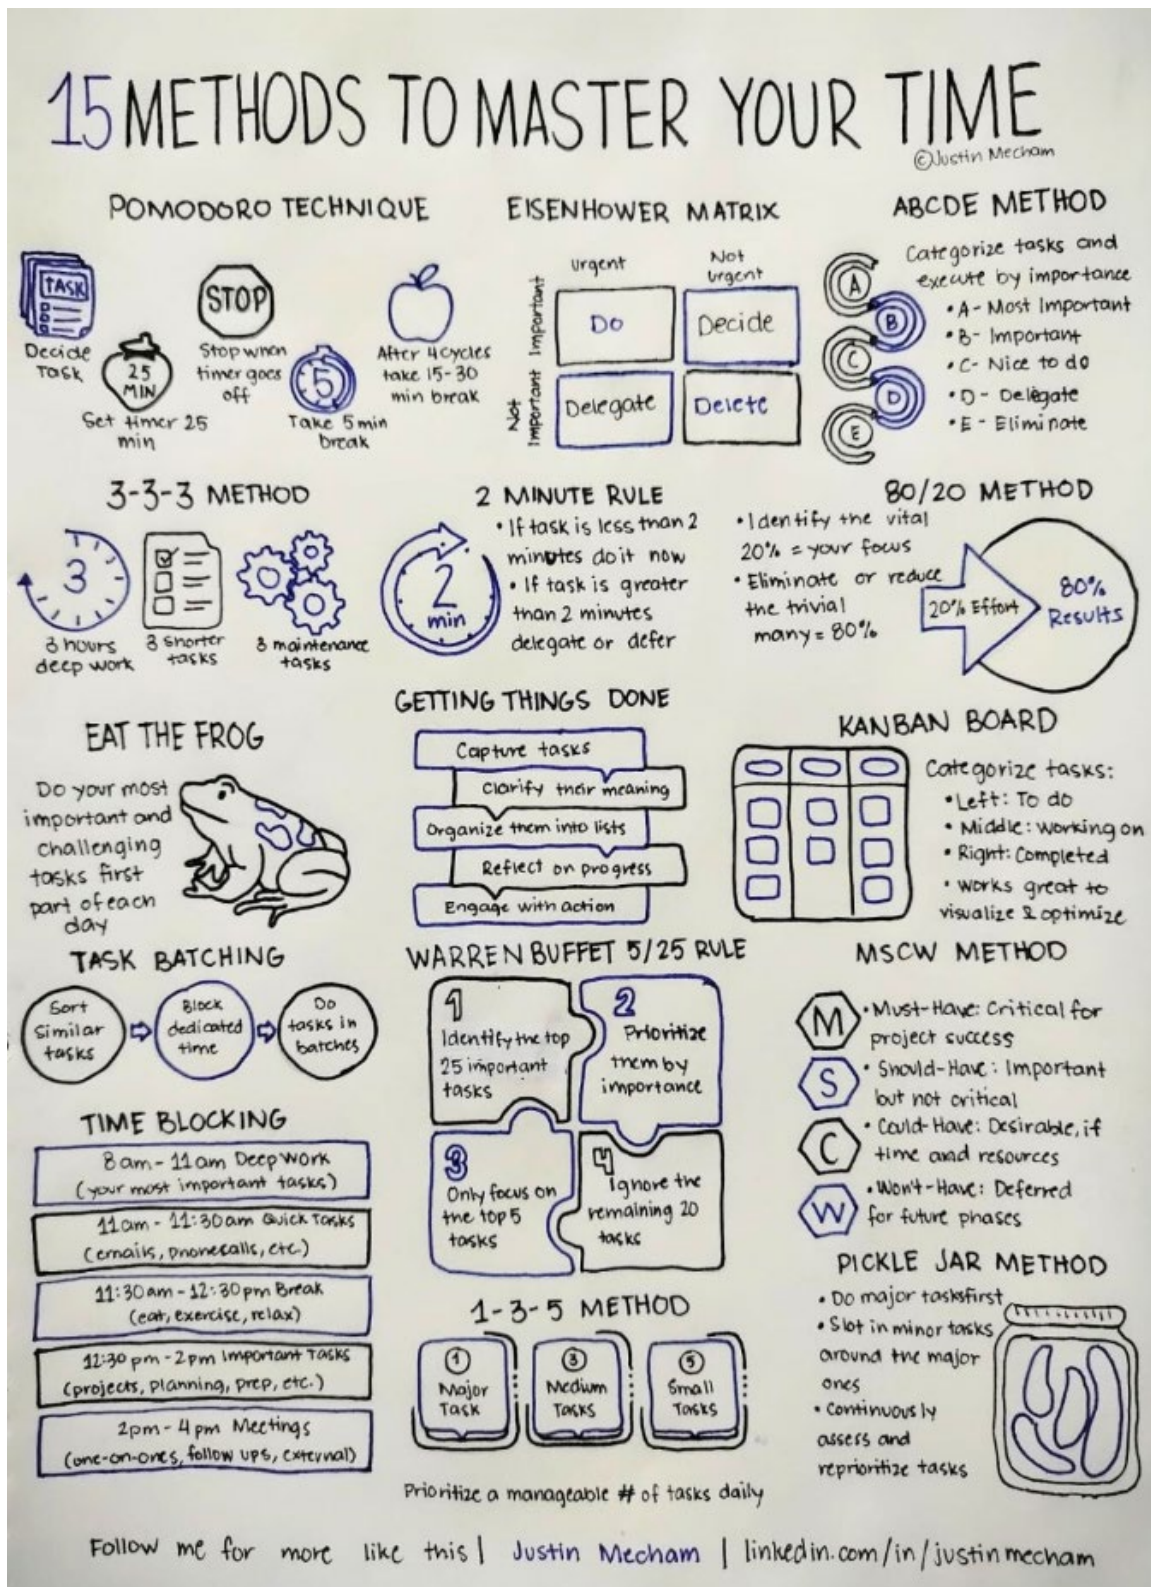 15 METHODS TO MASTER YOUR TIME
©Justin Mecham
POMODORO TECHNIQUE
TASK
Decide
Task
25
MIN
Set timer 25
min
STOP
Stop when
timer goes
off
5
Take 5 min
break
After 4 cycles
take 15-30
min break
EISENHOWER MATRIX
Urgent
Not
urgent
Important
Not
Important
Do
Decide
Delegate
Delete
ABCDE METHOD
Categorize tasks and
execute by importance
A
B
C
D
E
• A- Most Important
• B- Important
• C- Nice to do
• D- Delegate
• E- Eliminate
3-3-3 METHOD
3
3 hours
deep work
3 shorter
tasks
3 maintenance
tasks
2 MINUTE RULE
2
min
• If task is less than 2
minutes do it now
• If task is greater
than 2 minutes
delegate or defer
80/20 METHOD
• Identify the vital
20% = your focus
• Eliminate or reduce
the trivial
many = 80%
20% Effort
80%
Results
EAT THE FROG
Do your most
important and
challenging
tasks first
part of each
day
GETTING THINGS DONE
Capture tasks
Clarify their meaning
Organize them into lists
Reflect on progress
Engage with action
KANBAN BOARD
Categorize tasks:
• Left: To do
• Middle: Working on
• Right: Completed
• Works great to
visualize & optimize
TASK BATCHING
Sort
Similar
tasks
Block
dedicated
time
Do
tasks in
batches
WARREN BUFFET 5/25 RULE
1
Identify the top
25 important
tasks
2
Prioritize
them by
importance
3
Only focus on
the top 5
tasks
4
Ignore the
remaining 20
tasks
MSCW METHOD
M
• Must-Have: Critical for
project success
S
• Should-Have: Important
but not critical
C
• Could-Have: Desirable, if
time and resources
W
• Won't-Have: Deferred
for future phases
TIME BLOCKING
8am - 11am Deep Work
(your most important tasks)
11am - 11:30am Quick Tasks
(emails, phonecalls, etc.)
11:30am - 12:30pm Break
(eat, exercise, relax)
12:30pm - 2pm Important Tasks
(projects, planning, prep, etc.)
2pm - 4pm Meetings
(one-on-ones, follow ups, external)
1-3-5 METHOD
1
Major
Task
3
Medium
Tasks
5
Small
Tasks
Prioritize a manageable # of tasks daily
PICKLE JAR METHOD
• Do major tasks first
• Slot in minor tasks
around the major
ones
• Continuously
assess and
reprioritize tasks
Follow me for more like this | Justin Mecham | linkedin.com/in/justinmecham